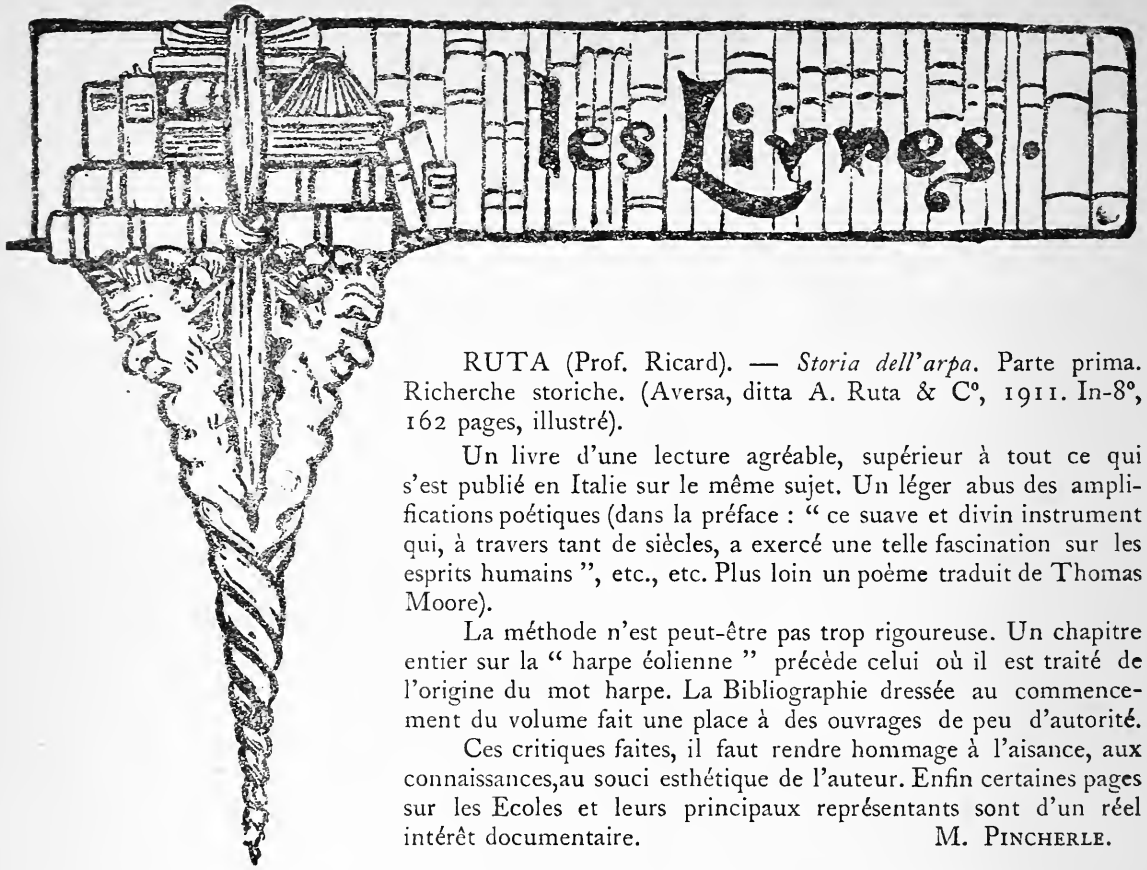 les Livres.
RUTA (Prof. Ricard). — Storia dell'arpa. Parte prima.
Richerche storiche. (Aversa, ditta A. Ruta & C°, 1911. In-8°,
162 pages, illustré).
Un livre d'une lecture agréable, supérieur à tout ce qui
s'est publié en Italie sur le même sujet. Un léger abus des ampli-
fications poétiques (dans la préface : “ ce suave et divin instrument
qui, à travers tant de siècles, a exercé une telle fascination sur les
esprits humains ”, etc., etc. Plus loin un poème traduit de Thomas
Moore).
La méthode n'est peut-être pas trop rigoureuse. Un chapitre
entier sur la “ harpe éolienne ” précède celui où il est traité de
l'origine du mot harpe. La Bibliographie dressée au commence-
ment du volume fait une place à des ouvrages de peu d'autorité.
Ces critiques faites, il faut rendre hommage à l'aisance, aux
connaissances,au souci esthétique de l'auteur. Enfin certaines pages
sur les Ecoles et leurs principaux représentants sont d'un réel
intérêt documentaire. M. PINCHERLE.